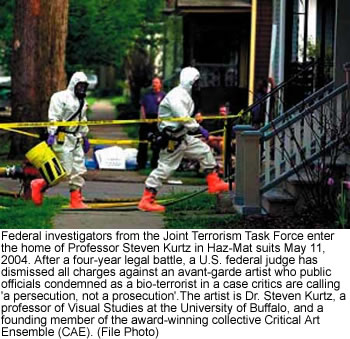 Federal investigators from the Joint Terrorism Task Force enter
the home of Professor Steven Kurtz in Haz-Mat suits May 11,
2004. After a four-year legal battle, a U.S. federal judge has
dismissed all charges against an avant-garde artist who public
officials condemned as a bio-terrorist in a case critics are calling
'a persecution, not a prosecution'.The artist is Dr. Steven Kurtz, a
professor of Visual Studies at the University of Buffalo, and a
founding member of the award-winning collective Critical Art
Ensemble (CAE). (File Photo)